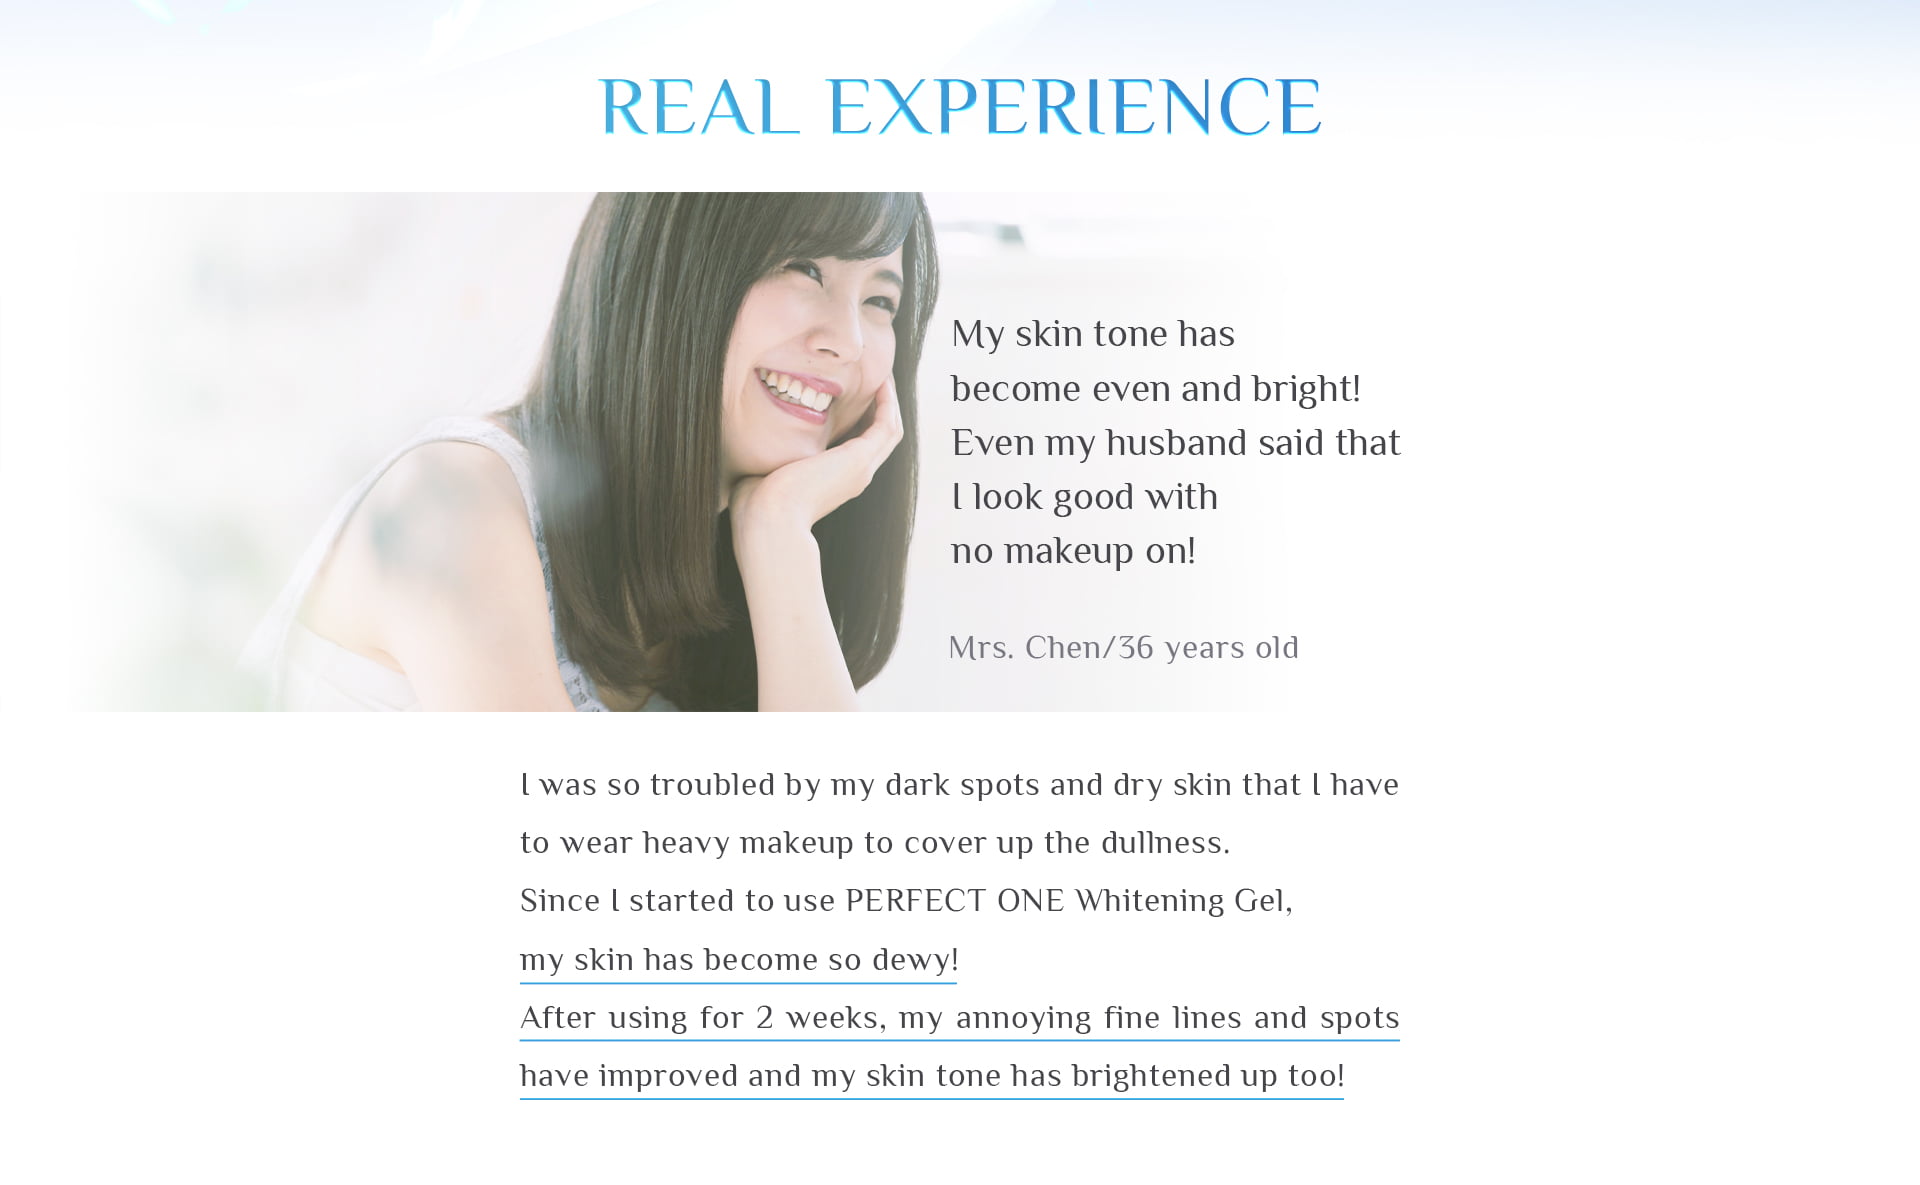 REAL EXPERIENCE
My skin tone has
become even and bright!
Even my husband said that
I look good with
no makeup on!
Mrs. Chen/36 years old
I was so troubled by my dark spots and dry skin that I have
to wear heavy makeup to cover up the dullness.
Since I started to use PERFECT ONE Whitening Gel,
my skin has become so dewy!
After using for 2 weeks, my annoying fine lines and spots
have improved and my skin tone has brightened up too!